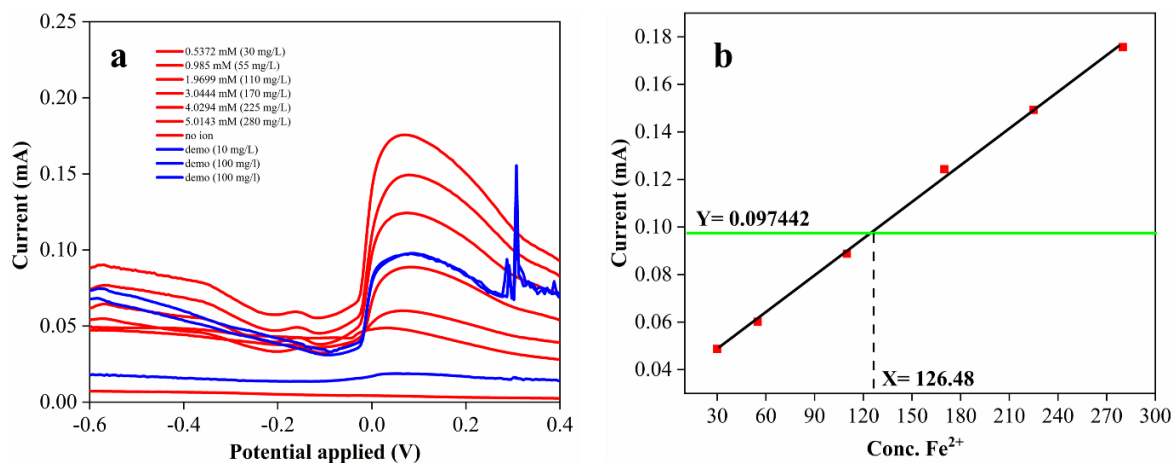 a
0.5372 mM (30 mg/L)
0.985 mM (55 mg/L)
1.9699 mM (110 mg/L)
3.0444 mM (170 mg/L)
4.0294 mM (225 mg/L)
5.0143 mM (280 mg/L)
no ion
demo (10 mg/L)
demo (100 mg/l)
demo (100 mg/l)
0.25
0.20
0.15
0.10
0.05
0.00
Current (mA)
-0.6 -0.4 -0.2 0.0 0.2 0.4
Potential applied (V)
b
0.18
0.16
0.14
0.12
0.10
0.08
0.06
0.04
Current (mA)
Y= 0.097442
X= 126.48
30 60 90 120 150 180 210 240 270 300
Conc. Fe²⁺